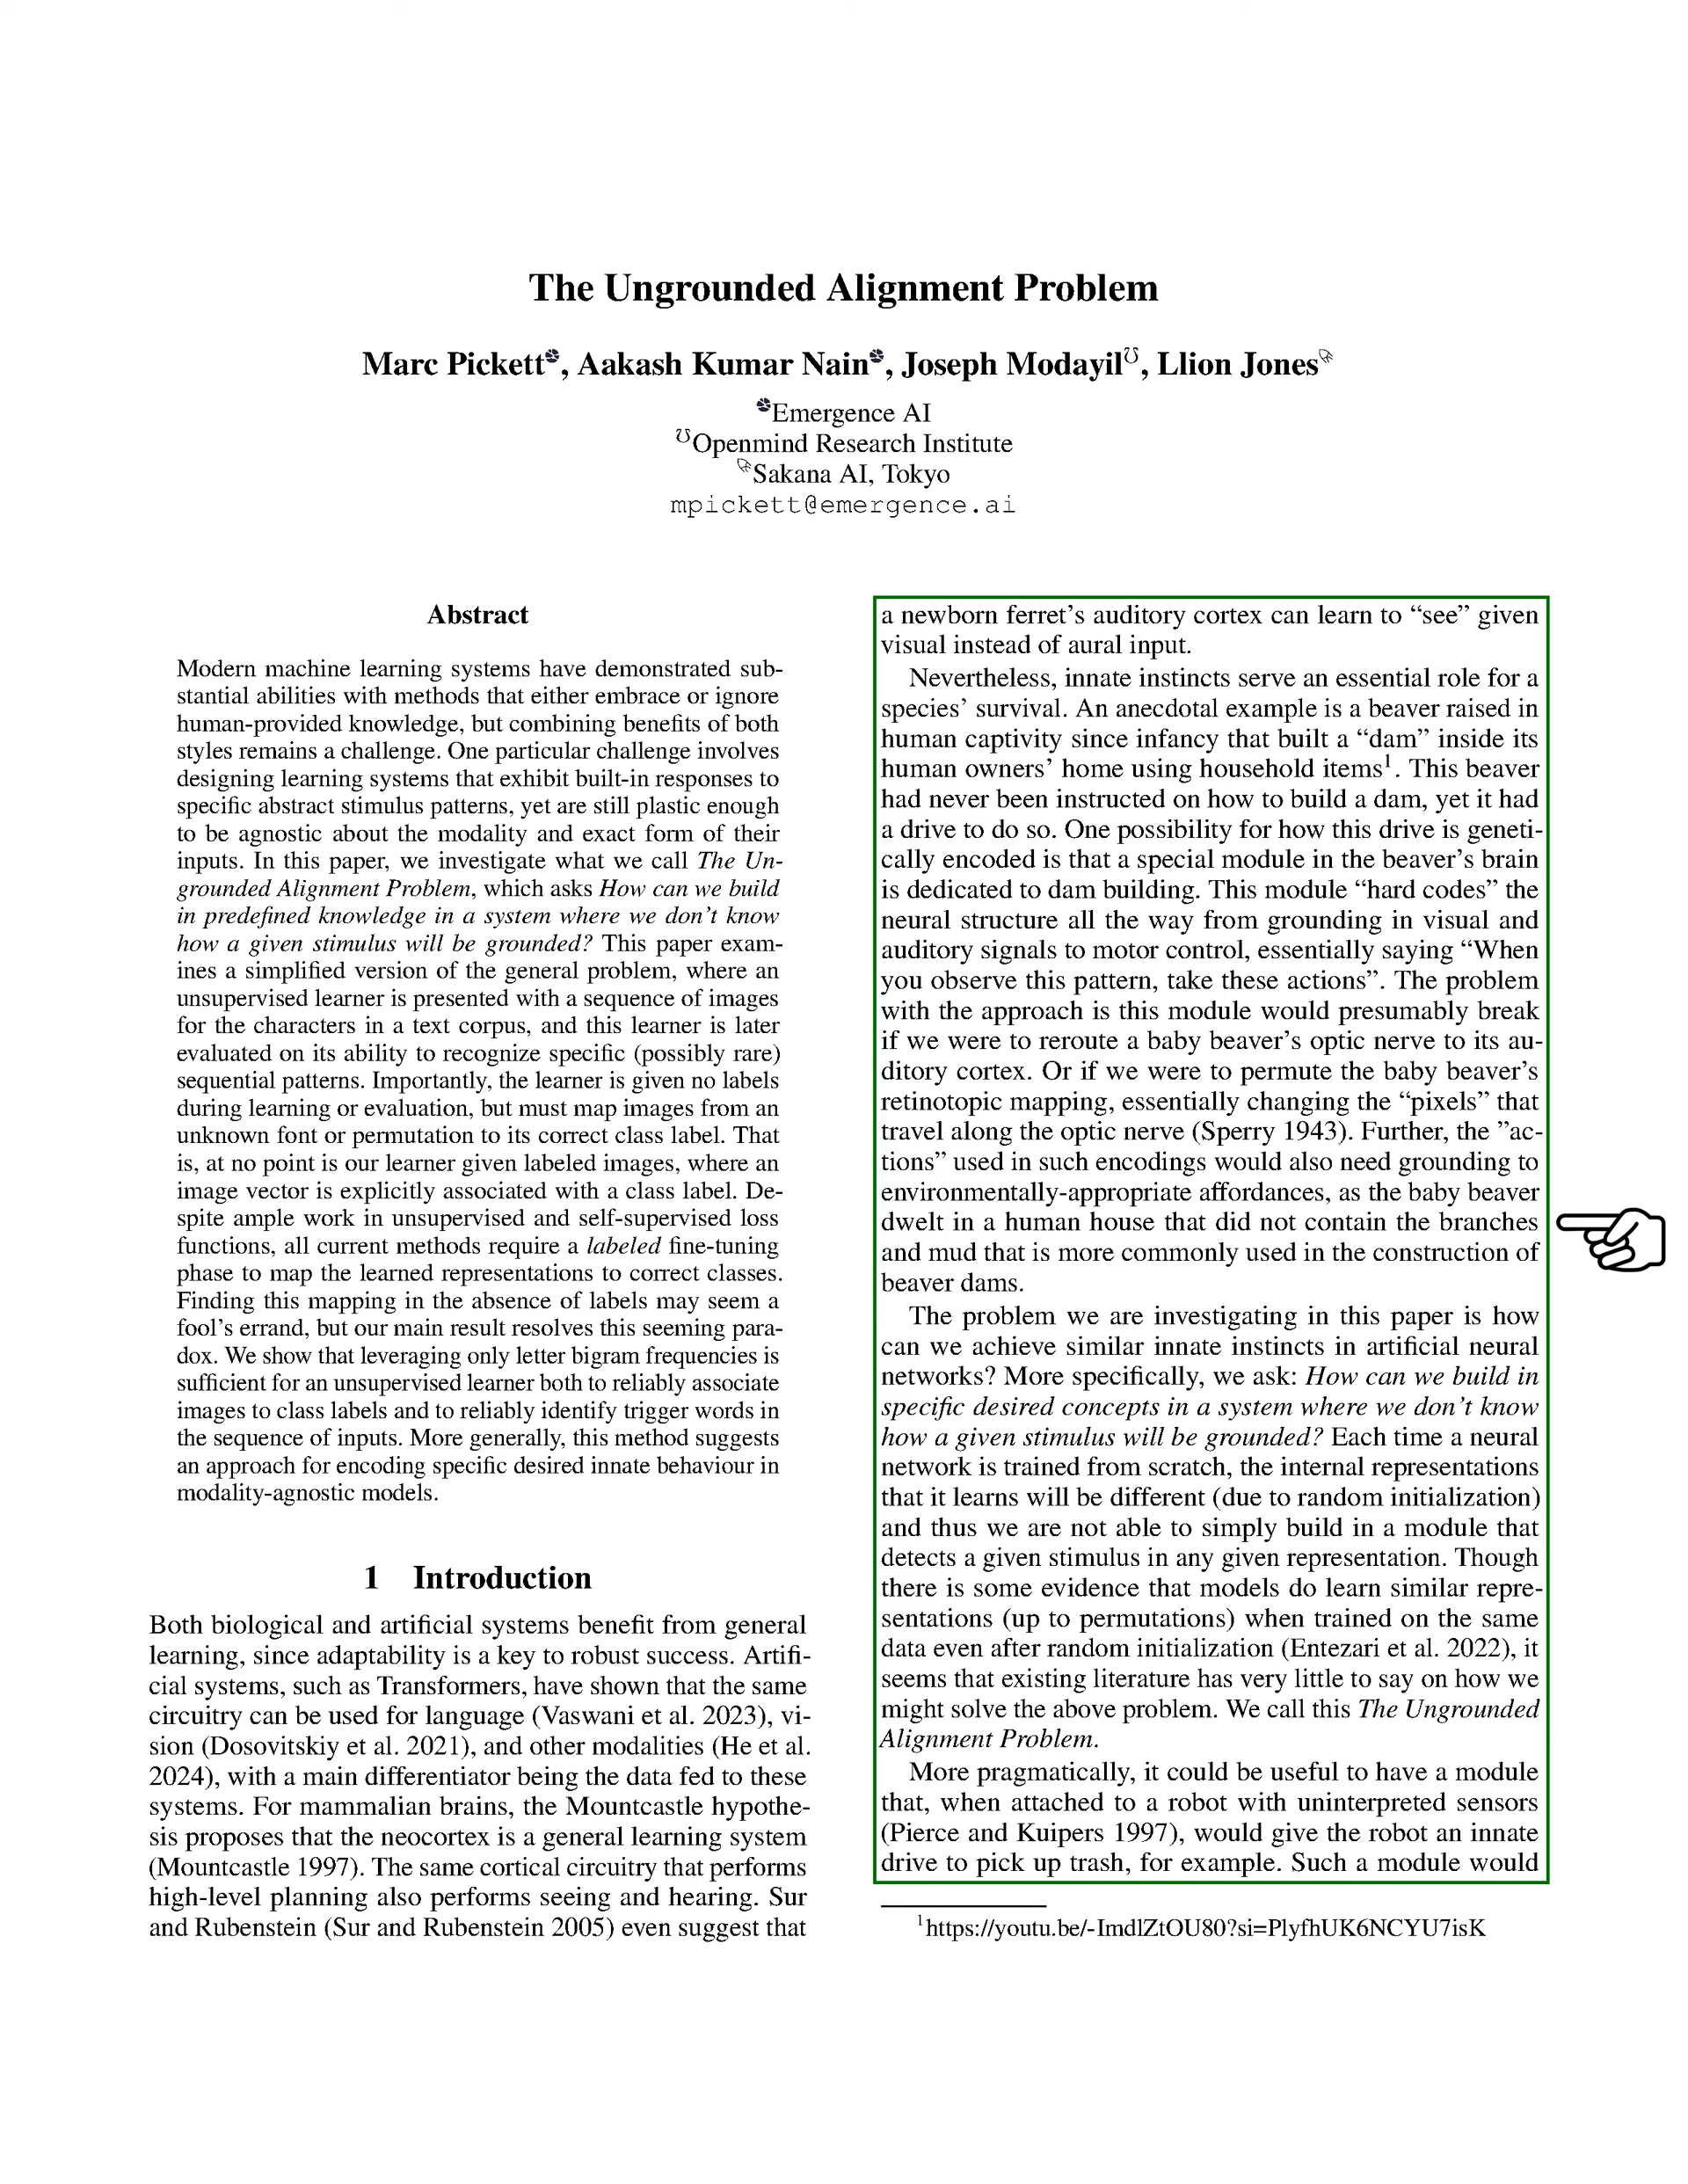 The Ungrounded Alignment Problem
Marc Pickett, Aakash Kumar Nain, Joseph Modayil, Llion Jones
Emergence AI
Openmind Research Institute
Sakana AI, Tokyo
mpickett@emergence.ai
Abstract
Modern machine learning systems have demonstrated sub-
stantial abilities with methods that either embrace or ignore
human-provided knowledge, but combining benefits of both
styles remains a challenge. One particular challenge involves
designing learning systems that exhibit built-in responses to
specific abstract stimulus patterns, yet are still plastic enough
to be agnostic about the modality and exact form of their
inputs. In this paper, we investigate what we call The Un-
grounded Alignment Problem, which asks How can we build
in predefined knowledge in a system where we don't know
how a given stimulus will be grounded? This paper exam-
ines a simplified version of the general problem, where an
unsupervised learner is presented with a sequence of images
for the characters in a text corpus, and this learner is later
evaluated on its ability to recognize specific (possibly rare)
sequential patterns. Importantly, the learner is given no labels
during learning or evaluation, but must map images from an
unknown font or permutation to its correct class label. That
is, at no point is our learner given labeled images, where an
image vector is explicitly associated with a class label. De-
spite ample work in unsupervised and self-supervised loss
functions, all current methods require a labeled fine-tuning
phase to map the learned representations to correct classes.
Finding this mapping in the absence of labels may seem a
fool's errand, but our main result resolves this seeming para-
dox. We show that leveraging only letter bigram frequencies is
sufficient for an unsupervised learner both to reliably associate
images to class labels and to reliably identify trigger words in
the sequence of inputs. More generally, this method suggests
an approach for encoding specific desired innate behaviour in
modality-agnostic models.
1 Introduction
Both biological and artificial systems benefit from general
learning, since adaptability is a key to robust success. Artifi-
cial systems, such as Transformers, have shown that the same
circuitry can be used for language (Vaswani et al. 2023), vi-
sion (Dosovitskiy et al. 2021), and other modalities (He et al.
2024), with a main differentiator being the data fed to these
systems. For mammalian brains, the Mountcastle hypothe-
sis proposes that the neocortex is a general learning system
(Mountcastle 1997). The same cortical circuitry that performs
high-level planning also performs seeing and hearing. Sur
and Rubenstein (Sur and Rubenstein 2005) even suggest that
a newborn ferret's auditory cortex can learn to “see” given
visual instead of aural input.
Nevertheless, innate instincts serve an essential role for a
species' survival. An anecdotal example is a beaver raised in
human captivity since infancy that built a “dam” inside its
human owners' home using household items1. This beaver
had never been instructed on how to build a dam, yet it had
a drive to do so. One possibility for how this drive is geneti-
cally encoded is that a special module in the beaver's brain
is dedicated to dam building. This module “hard codes” the
neural structure all the way from grounding in visual and
auditory signals to motor control, essentially saying “When
you observe this pattern, take these actions”. The problem
with the approach is this module would presumably break
if we were to reroute a baby beaver's optic nerve to its au-
ditory cortex. Or if we were to permute the baby beaver's
retinotopic mapping, essentially changing the “pixels” that
travel along the optic nerve (Sperry 1943). Further, the ”ac-
tions” used in such encodings would also need grounding to
environmentally-appropriate affordances, as the baby beaver
dwelt in a human house that did not contain the branches
and mud that is more commonly used in the construction of
beaver dams.
The problem we are investigating in this paper is how
can we achieve similar innate instincts in artificial neural
networks? More specifically, we ask: How can we build in
specific desired concepts in a system where we don't know
how a given stimulus will be grounded? Each time a neural
network is trained from scratch, the internal representations
that it learns will be different (due to random initialization)
and thus we are not able to simply build in a module that
detects a given stimulus in any given representation. Though
there is some evidence that models do learn similar repre-
sentations (up to permutations) when trained on the same
data even after random initialization (Entezari et al. 2022), it
seems that existing literature has very little to say on how we
might solve the above problem. We call this The Ungrounded
Alignment Problem.
More pragmatically, it could be useful to have a module
that, when attached to a robot with uninterpreted sensors
(Pierce and Kuipers 1997), would give the robot an innate
drive to pick up trash, for example. Such a module would
1https://youtu.be/-ImdlZtOU80?si=PlyfhUK6NCYU7isK